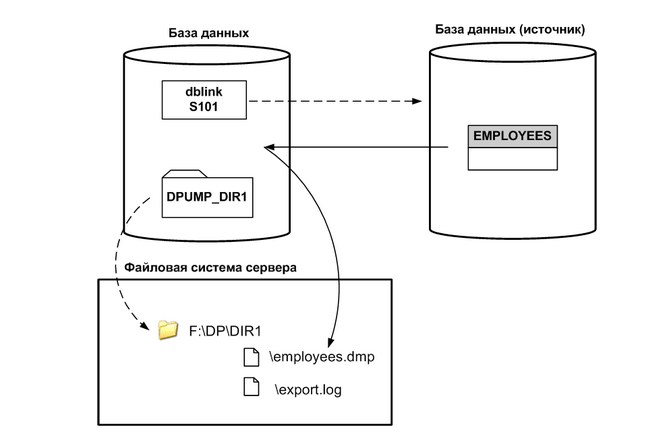 База данных
База данных (источник)
dblink
S101
EMPLOYEES
DPUMP_DIR1
Файловая система сервера
F:\DP\DIR1
\employees.dmp
\export.log